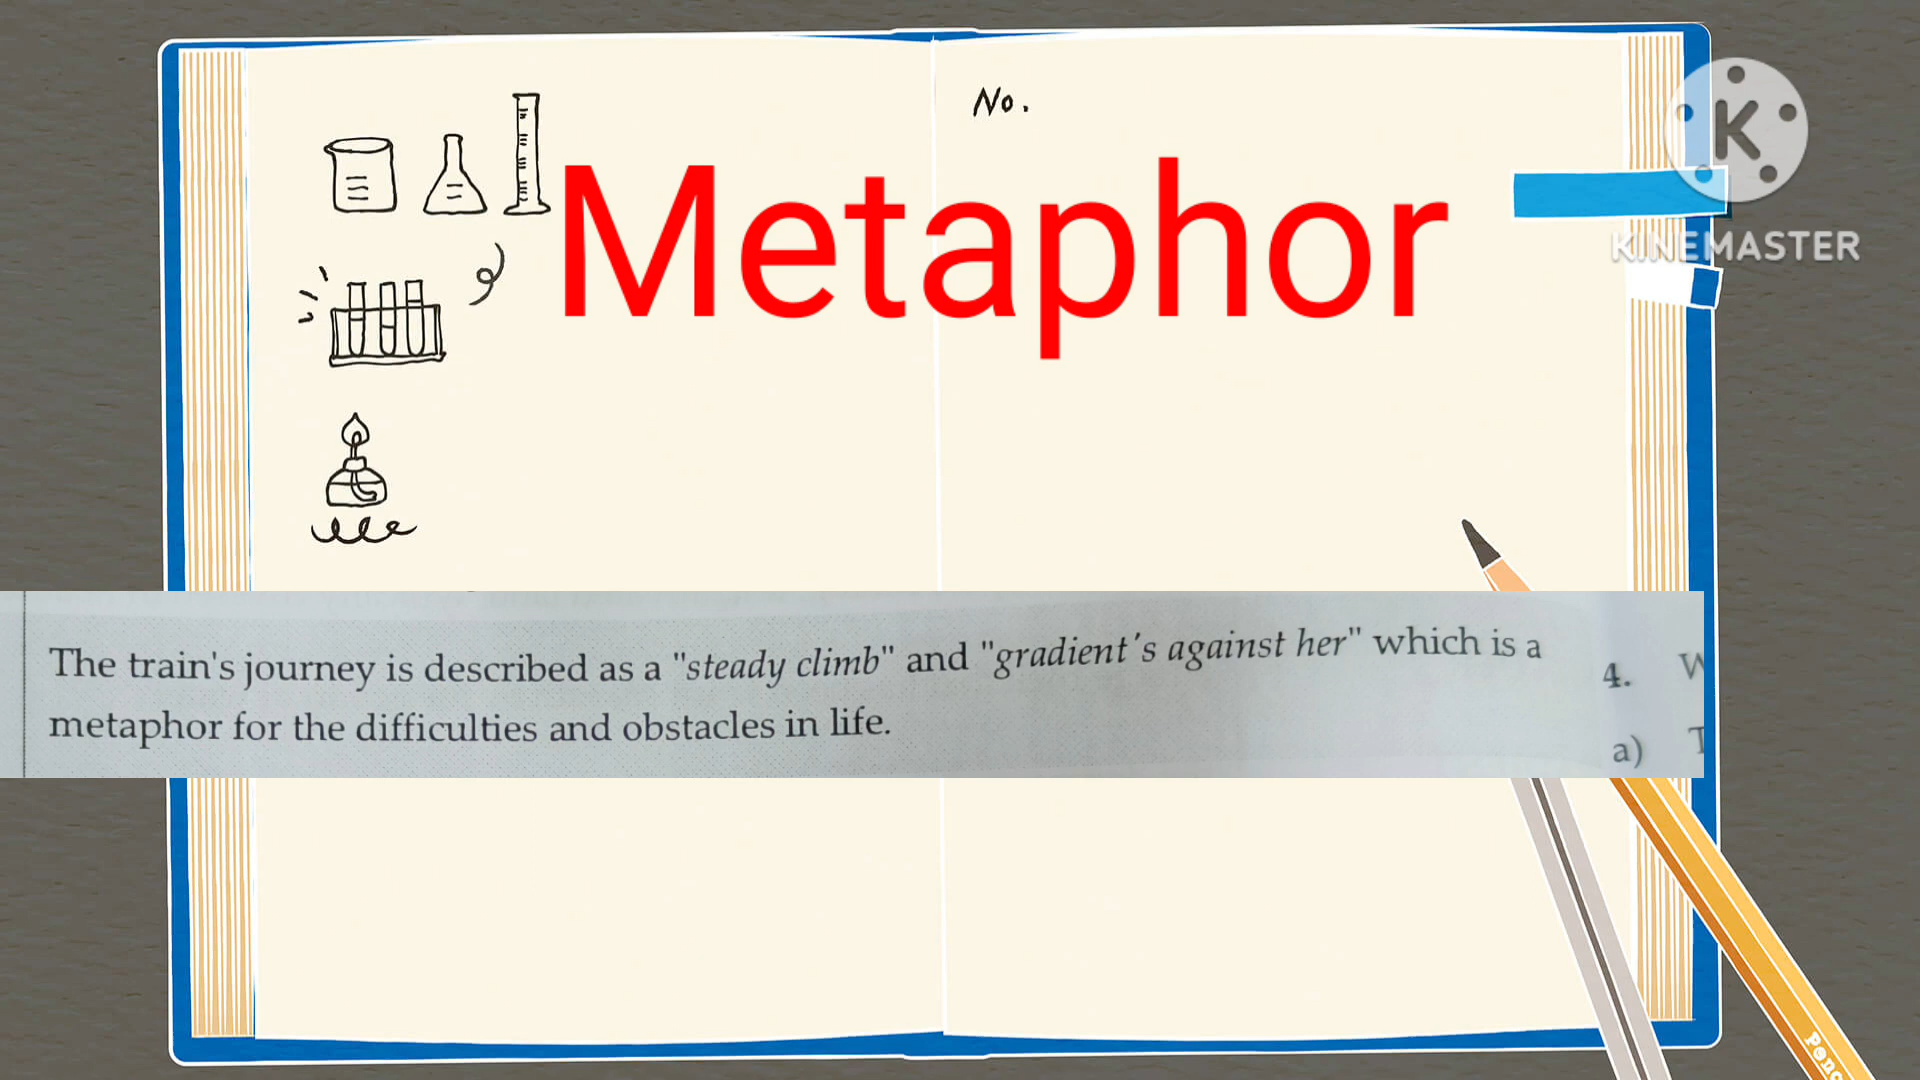 No.
Metaphor
KINEMASTER
The train's journey is described as a "steady climb" and "gradient's against her" which is a
metaphor for the difficulties and obstacles in life.
4.
a)